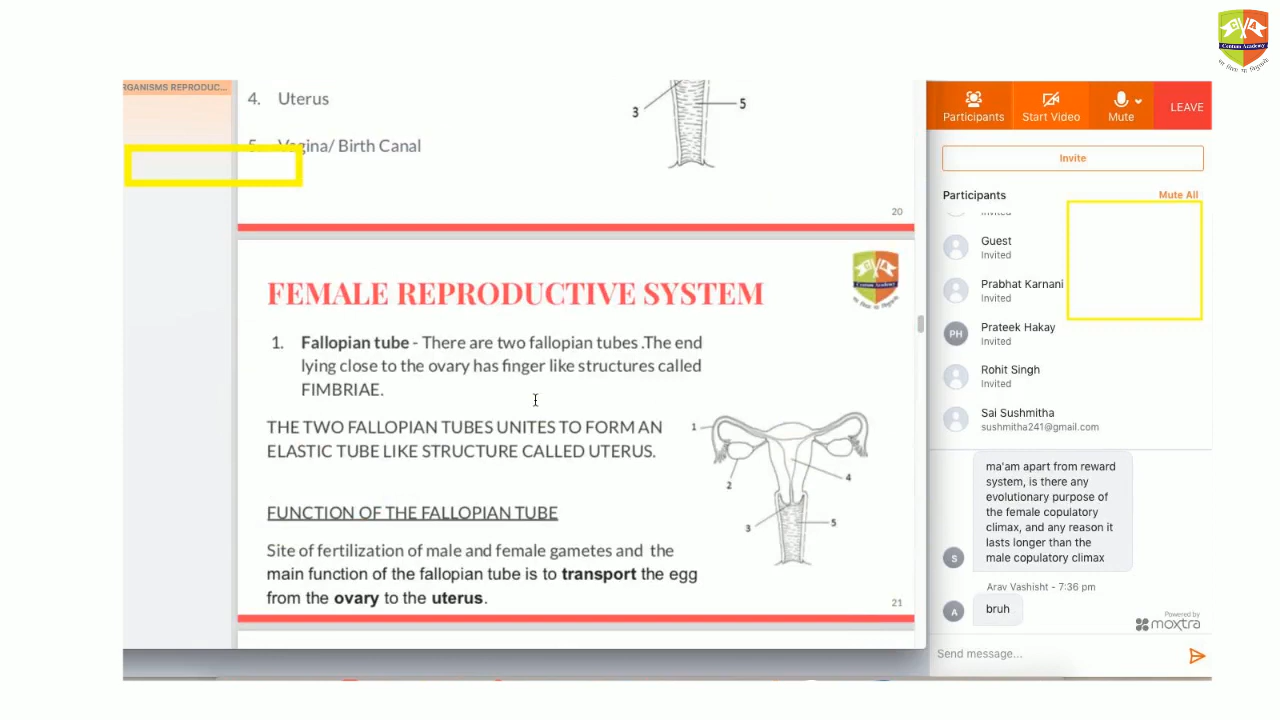 Centum Academy
RGANISMS REPRODUC...
4. Uterus
5. Vagina/ Birth Canal
3
5
20
FEMALE REPRODUCTIVE SYSTEM
1. Fallopian tube - There are two fallopian tubes .The end
lying close to the ovary has finger like structures called
FIMBRIAE.
THE TWO FALLOPIAN TUBES UNITES TO FORM AN
ELASTIC TUBE LIKE STRUCTURE CALLED UTERUS.
FUNCTION OF THE FALLOPIAN TUBE
Site of fertilization of male and female gametes and the
main function of the fallopian tube is to transport the egg
from the ovary to the uterus.
1
2
4
3
5
21
Participants
Start Video
Mute
LEAVE
Invite
Participants
Mute All
Invited
Guest
Invited
Prabhat Karnani
Invited
PH
Prateek Hakay
Invited
Rohit Singh
Invited
Sai Sushmitha
sushmitha241@gmail.com
ma'am apart from reward
system, is there any
evolutionary purpose of
the female copulatory
climax, and any reason it
lasts longer than the
male copulatory climax
S
Arav Vashisht - 7:36 pm
A
bruh
Powered by
moxtra
Send message...